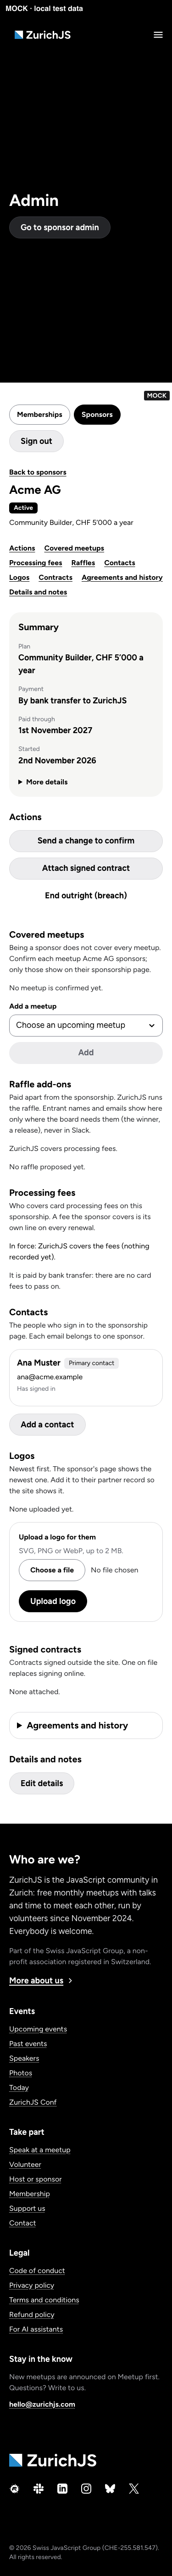 MOCK · local test data
ZurichJS
Admin
Go to sponsor admin
MOCK
Memberships
Sponsors
Sign out
Back to sponsors
Acme AG
Active
Community Builder, CHF 5'000 a year
Actions Covered meetups
Processing fees Raffles Contacts
Logos Contracts Agreements and history
Details and notes
Summary
Plan
Community Builder, CHF 5'000 a
year
Payment
By bank transfer to ZurichJS
Paid through
1st November 2027
Started
2nd November 2026
More details
Actions
Send a change to confirm
Attach signed contract
End outright (breach)
Covered meetups
Being a sponsor does not cover every meetup.
Confirm each meetup Acme AG sponsors;
only those show on their sponsorship page.
No meetup is confirmed yet.
Add a meetup
Choose an upcoming meetup
Add
Raffle add-ons
Paid apart from the sponsorship. ZurichJS runs
the raffle. Entrant names and emails show here
only where the board needs them (the winner,
a release), never in Slack.
ZurichJS covers processing fees.
No raffle proposed yet.
Processing fees
Who covers card processing fees on this
sponsorship. A fee the sponsor covers is its
own line on every renewal.
In force: ZurichJS covers the fees (nothing
recorded yet).
It is paid by bank transfer: there are no card
fees to pass on.
Contacts
The people who sign in to the sponsorship
page. Each email belongs to one sponsor.
Ana Muster Primary contact
ana@acme.example
Has signed in
Add a contact
Logos
Newest first. The sponsor's page shows the
newest one. Add it to their partner record so
the site shows it.
None uploaded yet.
Upload a logo for them
SVG, PNG or WebP, up to 2 MB.
Choose a file No file chosen
Upload logo
Signed contracts
Contracts signed outside the site. One on file
replaces signing online.
None attached.
Agreements and history
Details and notes
Edit details
Who are we?
ZurichJS is the JavaScript community in
Zurich: free monthly meetups with talks
and time to meet each other, run by
volunteers since November 2024.
Everybody is welcome.
Part of the Swiss JavaScript Group, a non-
profit association registered in Switzerland.
More about us
Events
Upcoming events
Past events
Speakers
Photos
Today
ZurichJS Conf
Take part
Speak at a meetup
Volunteer
Host or sponsor
Membership
Support us
Contact
Legal
Code of conduct
Privacy policy
Terms and conditions
Refund policy
For AI assistants
Stay in the know
New meetups are announced on Meetup first.
Questions? Write to us.
hello@zurichjs.com
ZurichJS
© 2026 Swiss JavaScript Group (CHE-255.581.547).
All rights reserved.